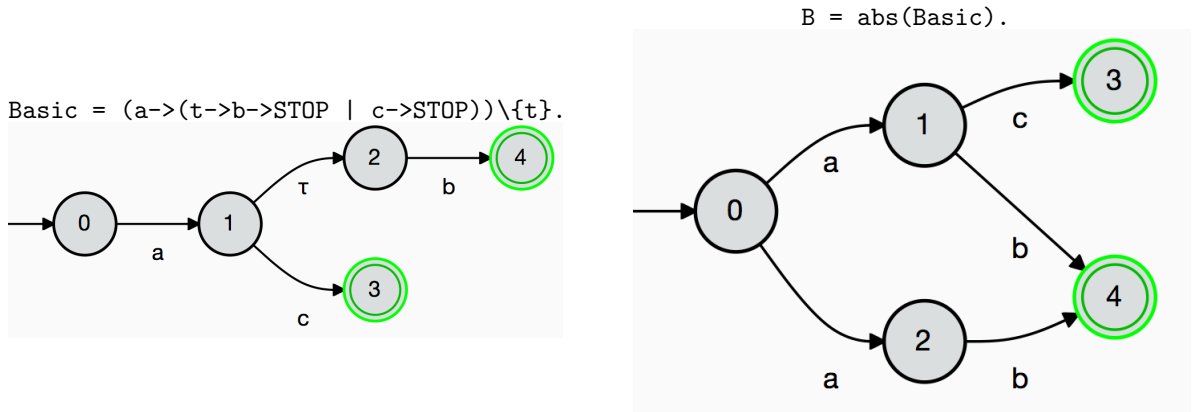 Basic = (a->(t->b->STOP | c->STOP))\{t}.
0
a
1
τ
2
b
4
c
3
B = abs(Basic).
0
a
1
c
3
b
4
a
2
b